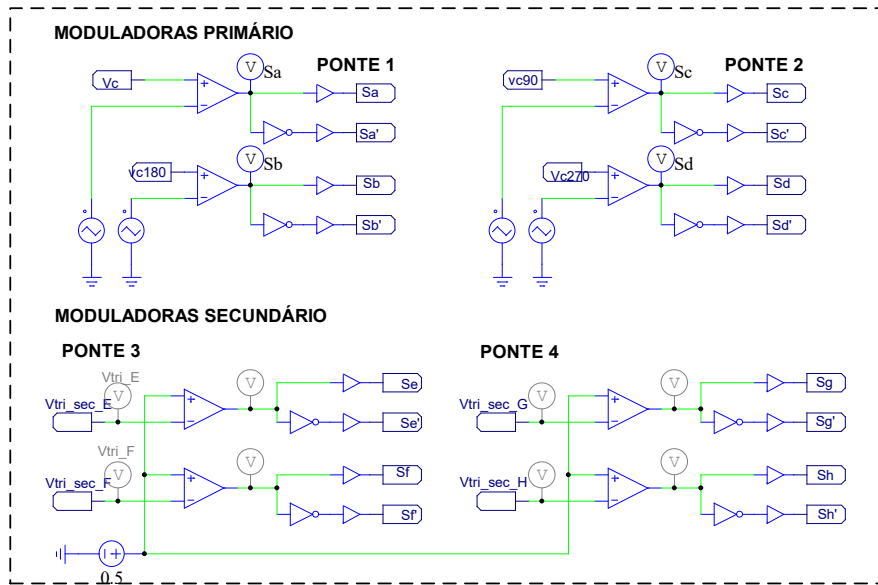 MODULADORAS PRIMÁRIO
PONTE 1
PONTE 2
Vc
V
Sa
Sa
Sa'
vc180
V
Sb
Sb
Sb'
vc90
V
Sc
Sc
Sc'
Vc270
V
Sd
Sd
Sd'
MODULADORAS SECUNDÁRIO
PONTE 3
PONTE 4
Vtri_E
V
Vtri_sec_E
V
Se
Se'
Vtri_F
V
Vtri_sec_F
V
Sf
Sf'
Vtri_sec_G
V
V
Sg
Sg'
Vtri_sec_H
V
V
Sh
Sh'
0.5